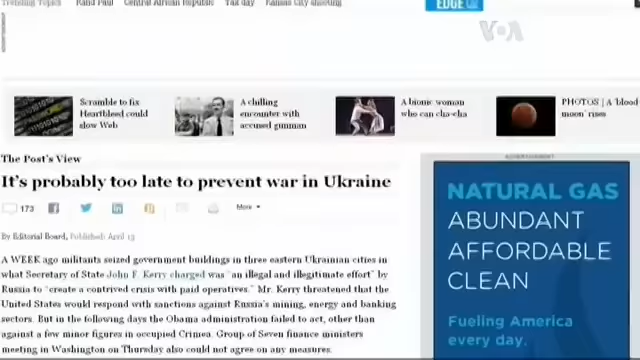 Trending Topics Rand Paul Central African Republic Tax day Kansas City shooting
EDGE
VOA
Scramble to fix
Heartbleed could
slow Web
A chilling
encounter with
accused gunman
A bionic woman
who can cha-cha
PHOTOS | A 'blood
moon' rises
The Post's View
ADVERTISEMENT
It's probably too late to prevent war in Ukraine
173
More
By Editorial Board, Published: April 13
A WEEK ago militants seized government buildings in three eastern Ukrainian cities in
what Secretary of State John F. Kerry charged was "an illegal and illegitimate effort" by
Russia to "create a contrived crisis with paid operatives." Mr. Kerry threatened that the
United States would respond with sanctions against Russia's mining, energy and banking
sectors. But in the following days the Obama administration failed to act, other than
against a few minor figures in occupied Crimea. Group of Seven finance ministers
meeting in Washington on Thursday also could not agree on any measures.
NATURAL GAS
ABUNDANT
AFFORDABLE
CLEAN
Fueling America
every day.